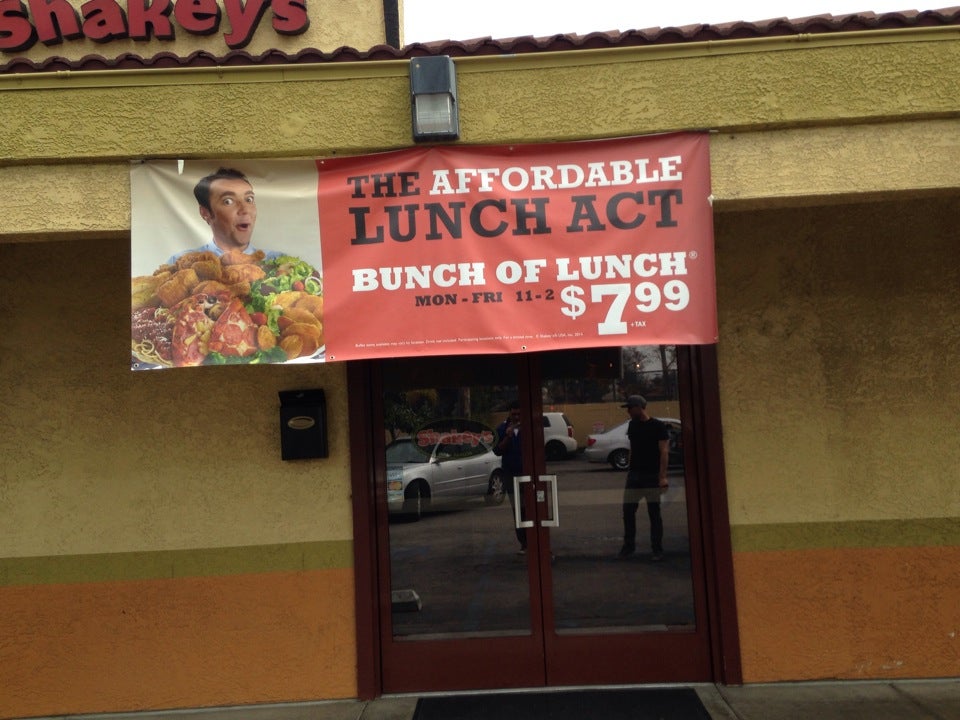 Shakey's
THE AFFORDABLE
LUNCH ACT
BUNCH OF LUNCH®
MON - FRI 11-2 $7.99
+TAX
Shakey's